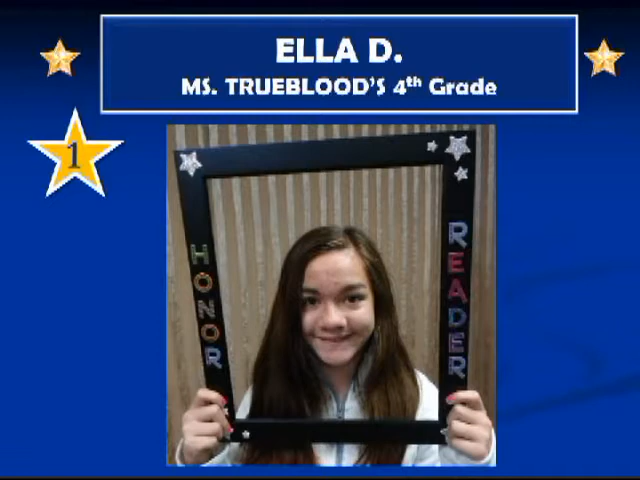 ELLA D.
MS. TRUEBLOOD'S 4th Grade
1
HONOR
READER